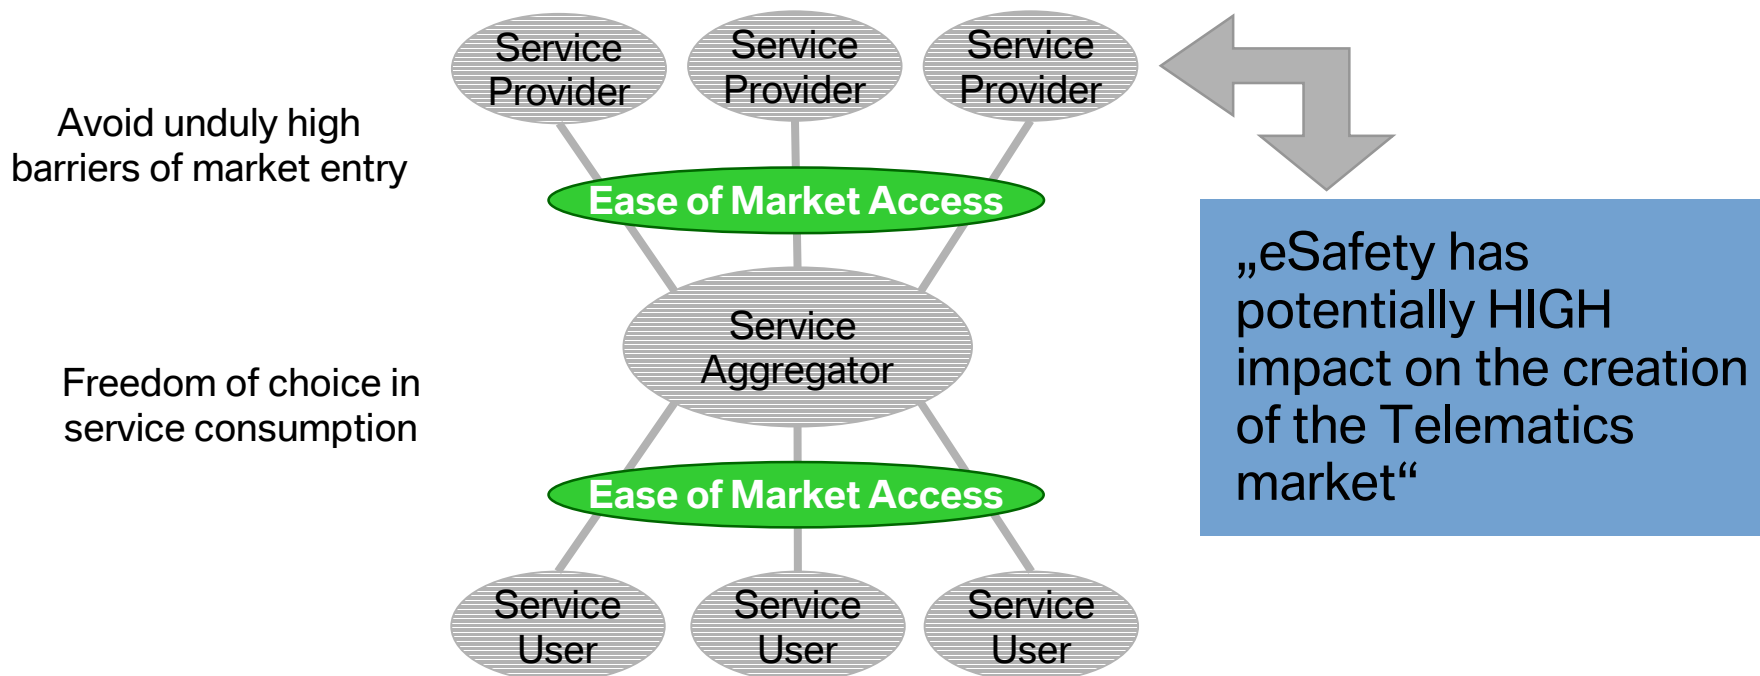 Service
Provider
Service
Provider
Service
Provider
Avoid unduly high
barriers of market entry
Ease of Market Access
„eSafety has
potentially HIGH
impact on the creation
of the Telematics
market“
Service
Aggregator
Freedom of choice in
service consumption
Ease of Market Access
Service
User
Service
User
Service
User